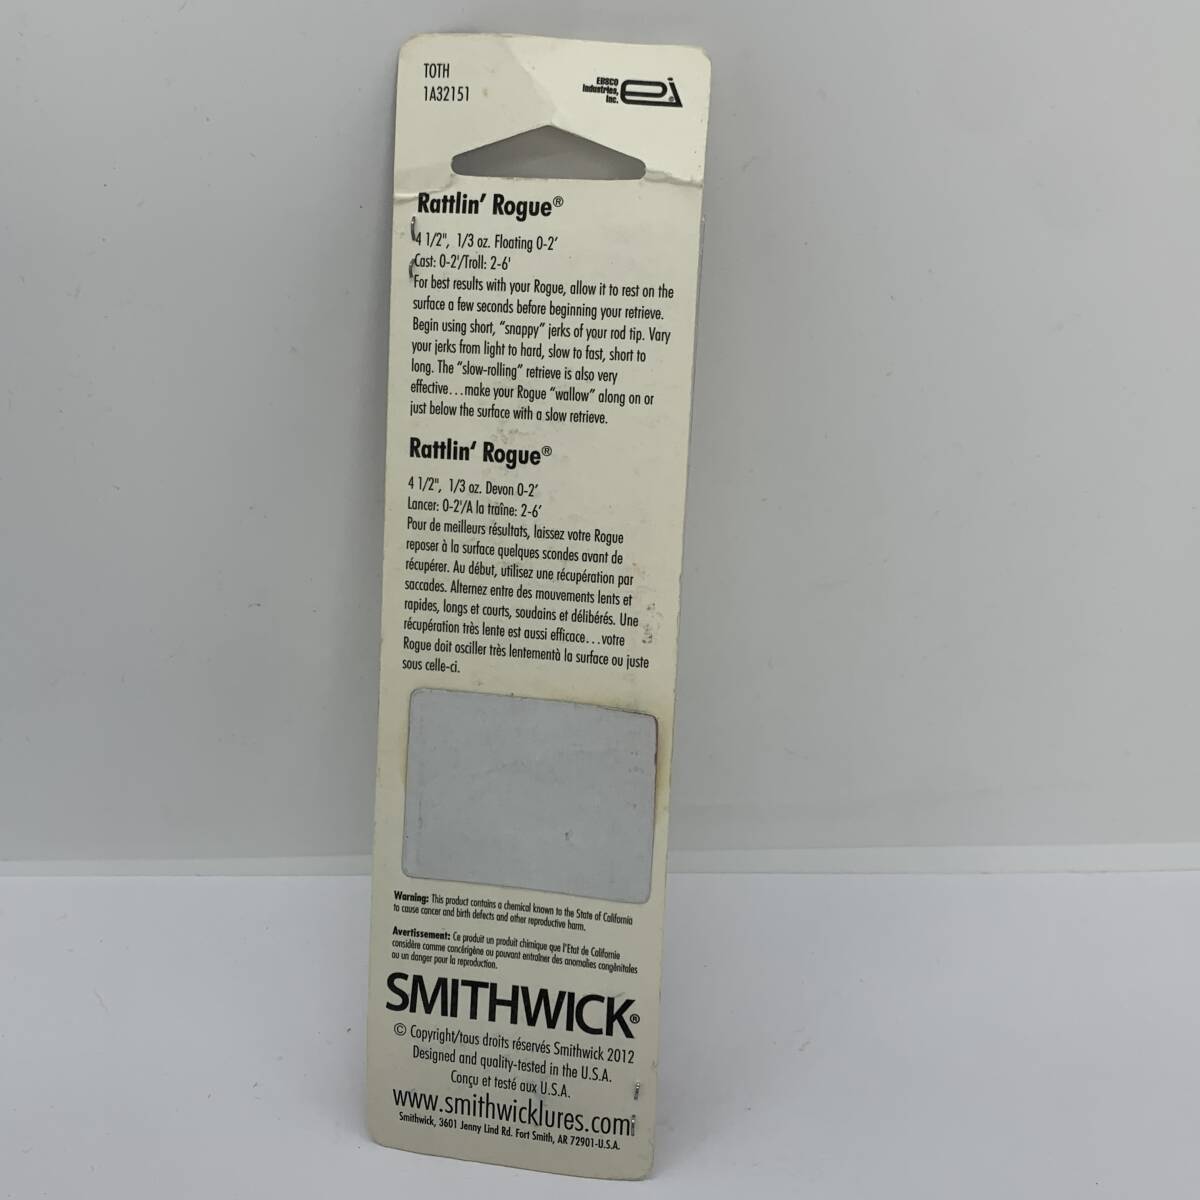 TOTH
1A32151
EBSCO
Industries,
Inc.
ei
Rattlin' Rogue®
4 1/2", 1/3 oz. Floating 0-2'
Cast: 0-2'/Troll: 2-6'
For best results with your Rogue, allow it to rest on the
surface a few seconds before beginning your retrieve.
Begin using short, "snappy" jerks of your rod tip. Vary
your jerks from light to hard, slow to fast, short to
long. The "slow-rolling" retrieve is also very
effective...make your Rogue "wallow" along on or
just below the surface with a slow retrieve.
Rattlin' Rogue®
4 1/2", 1/3 oz. Devon 0-2'
Lancer: 0-2'/A la traîne: 2-6'
Pour de meilleurs résultats, laissez votre Rogue
reposer à la surface quelques scondes avant de
récupérer. Au début, utilisez une récupération par
saccades. Alternez entre des mouvements lents et
rapides, longs et courts, soudains et délibérés. Une
récupération très lente est aussi efficace...votre
Rogue doit osciller très lentementà la surface ou juste
sous celle-ci.
Warning: This product contains a chemical known to the State of California
to cause cancer and birth defects and other reproductive harm.
Avertissement: Ce produit un produit chimique que l'Etat de Californie
considère comme cancérigène ou pouvant entraîner des anomalies congénitales
ou un danger pour la reproduction.
SMITHWICK®
© Copyright/tous droits réservés Smithwick 2012
Designed and quality-tested in the U.S.A.
Conçu et testé aux U.S.A.
www.smithwicklures.com
Smithwick, 3601 Jenny Lind Rd. Fort Smith, AR 72901-U.S.A.